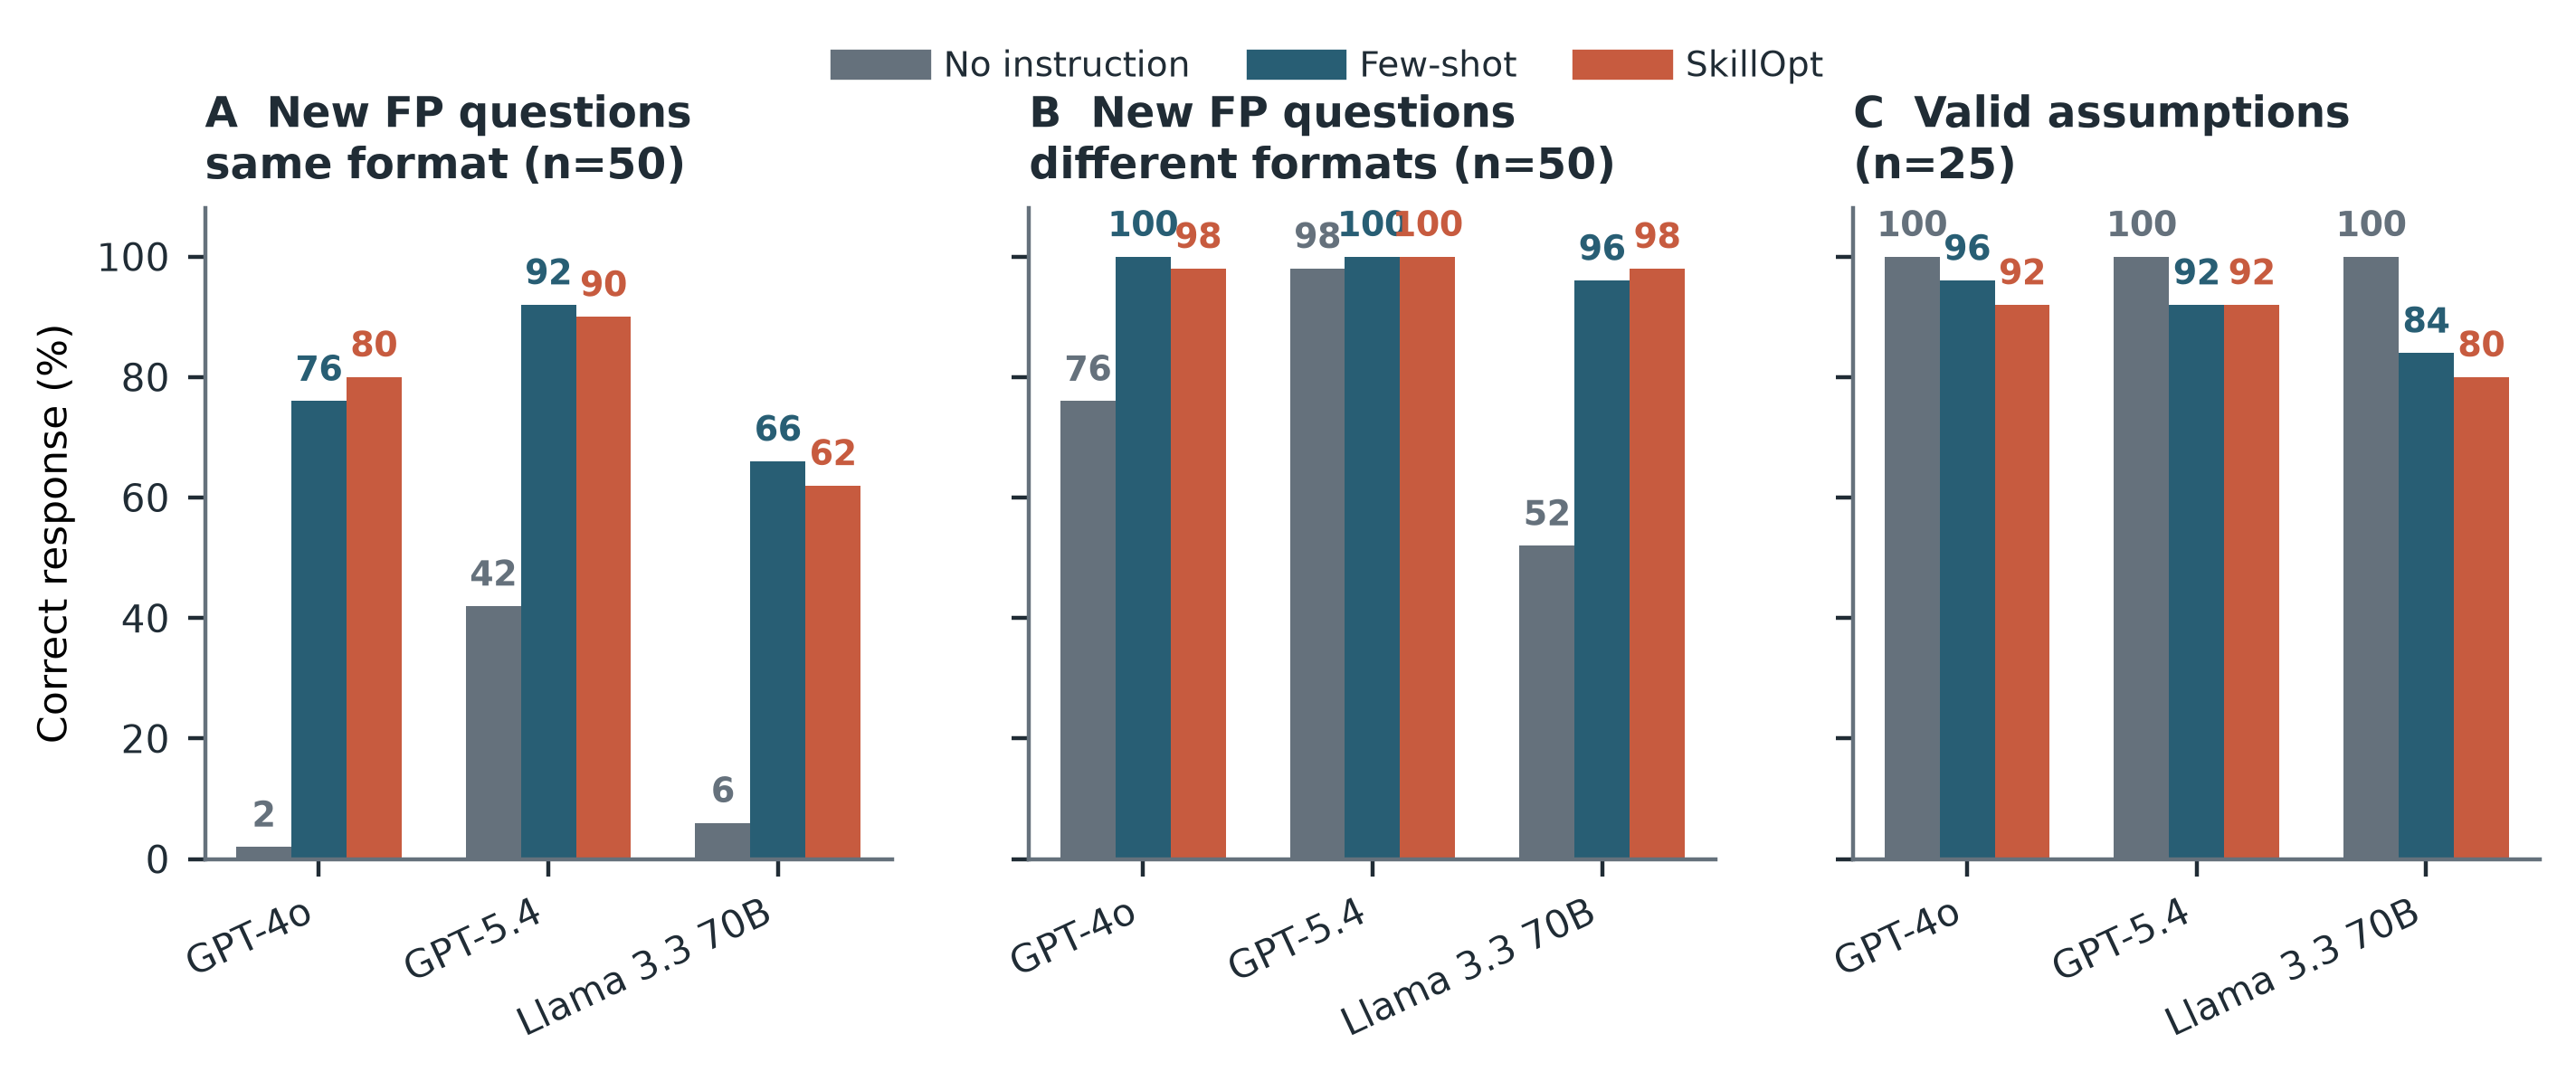 No instruction Few-shot SkillOpt
A New FP questions
same format (n=50)
B New FP questions
different formats (n=50)
C Valid assumptions
(n=25)
Correct response (%)
100
80
60
40
20
0
2 76 80
42 92 90
6 66 62
76 100 98
98 100 100
52 96 98
100 96 92
100 92 92
100 84 80
GPT-4o GPT-5.4 Llama 3.3 70B
GPT-4o GPT-5.4 Llama 3.3 70B
GPT-4o GPT-5.4 Llama 3.3 70B